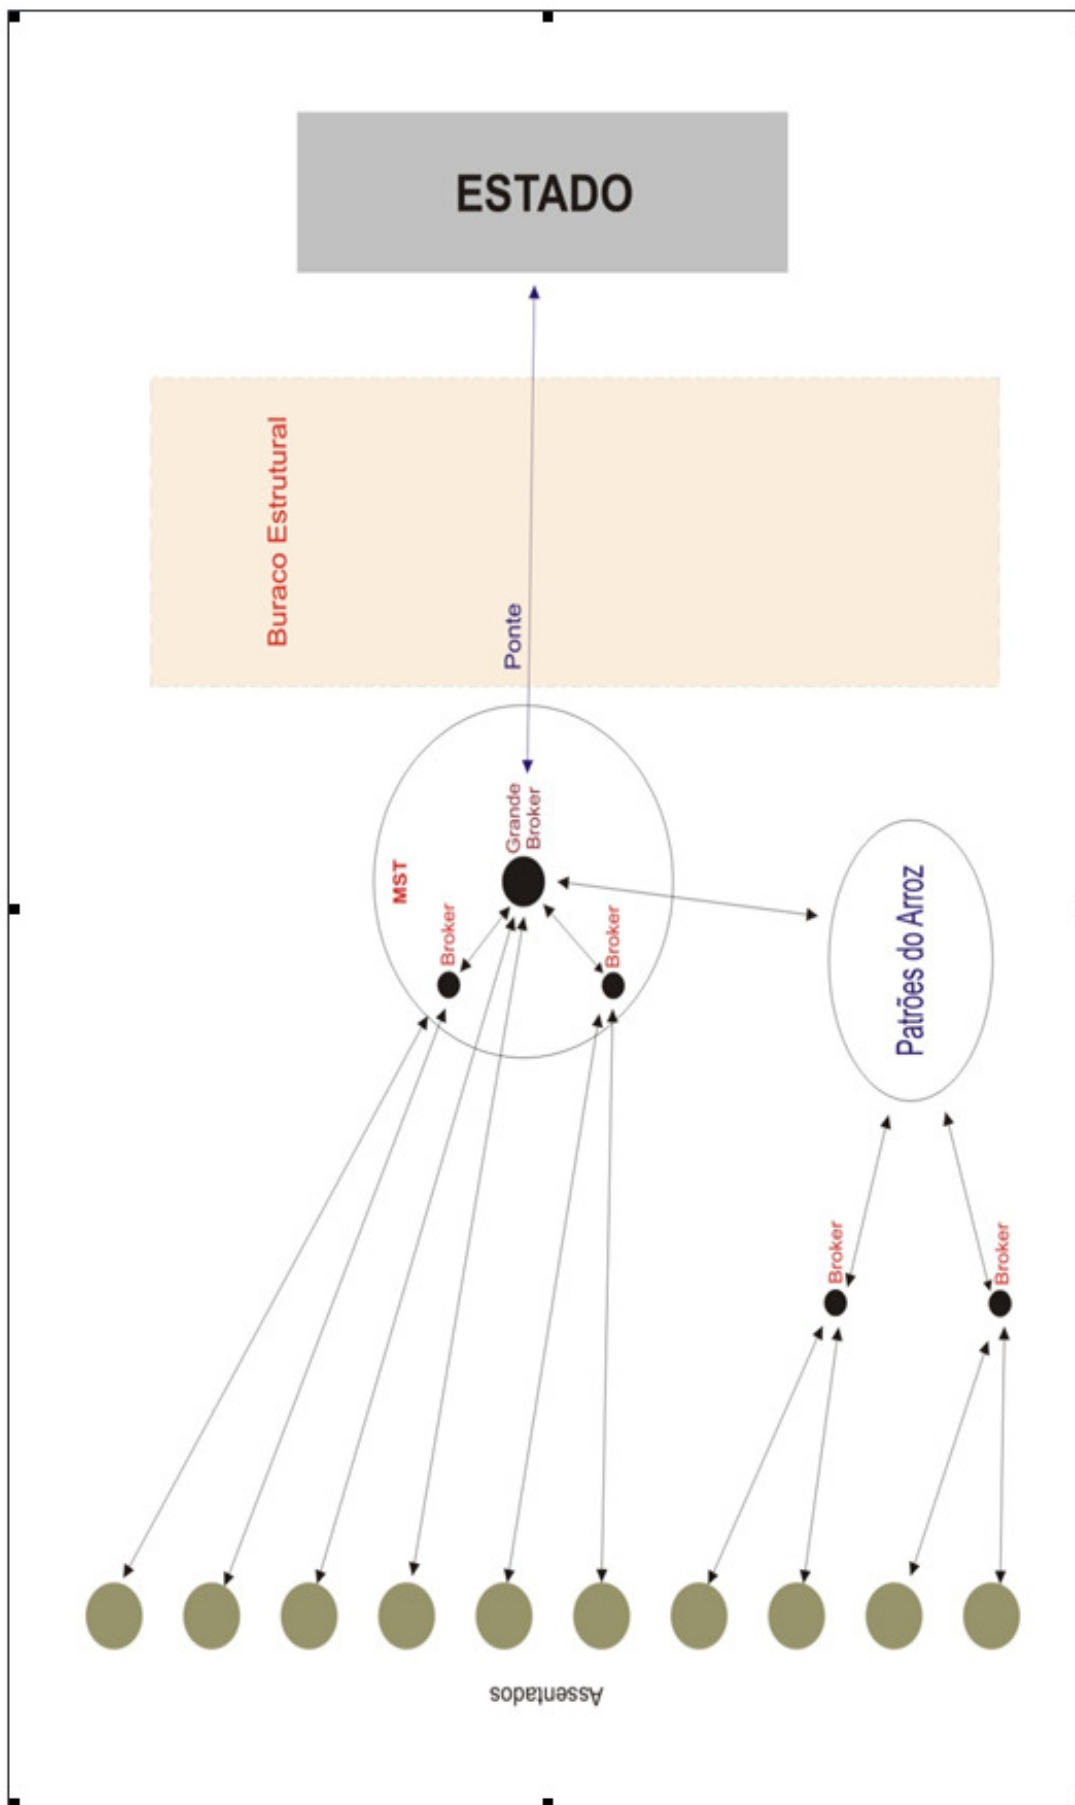 ESTADO
Buraco Estrutural
Ponte
MST
Grande
Broker
Broker
Broker
Patrões do Arroz
Broker
Broker
Assentados